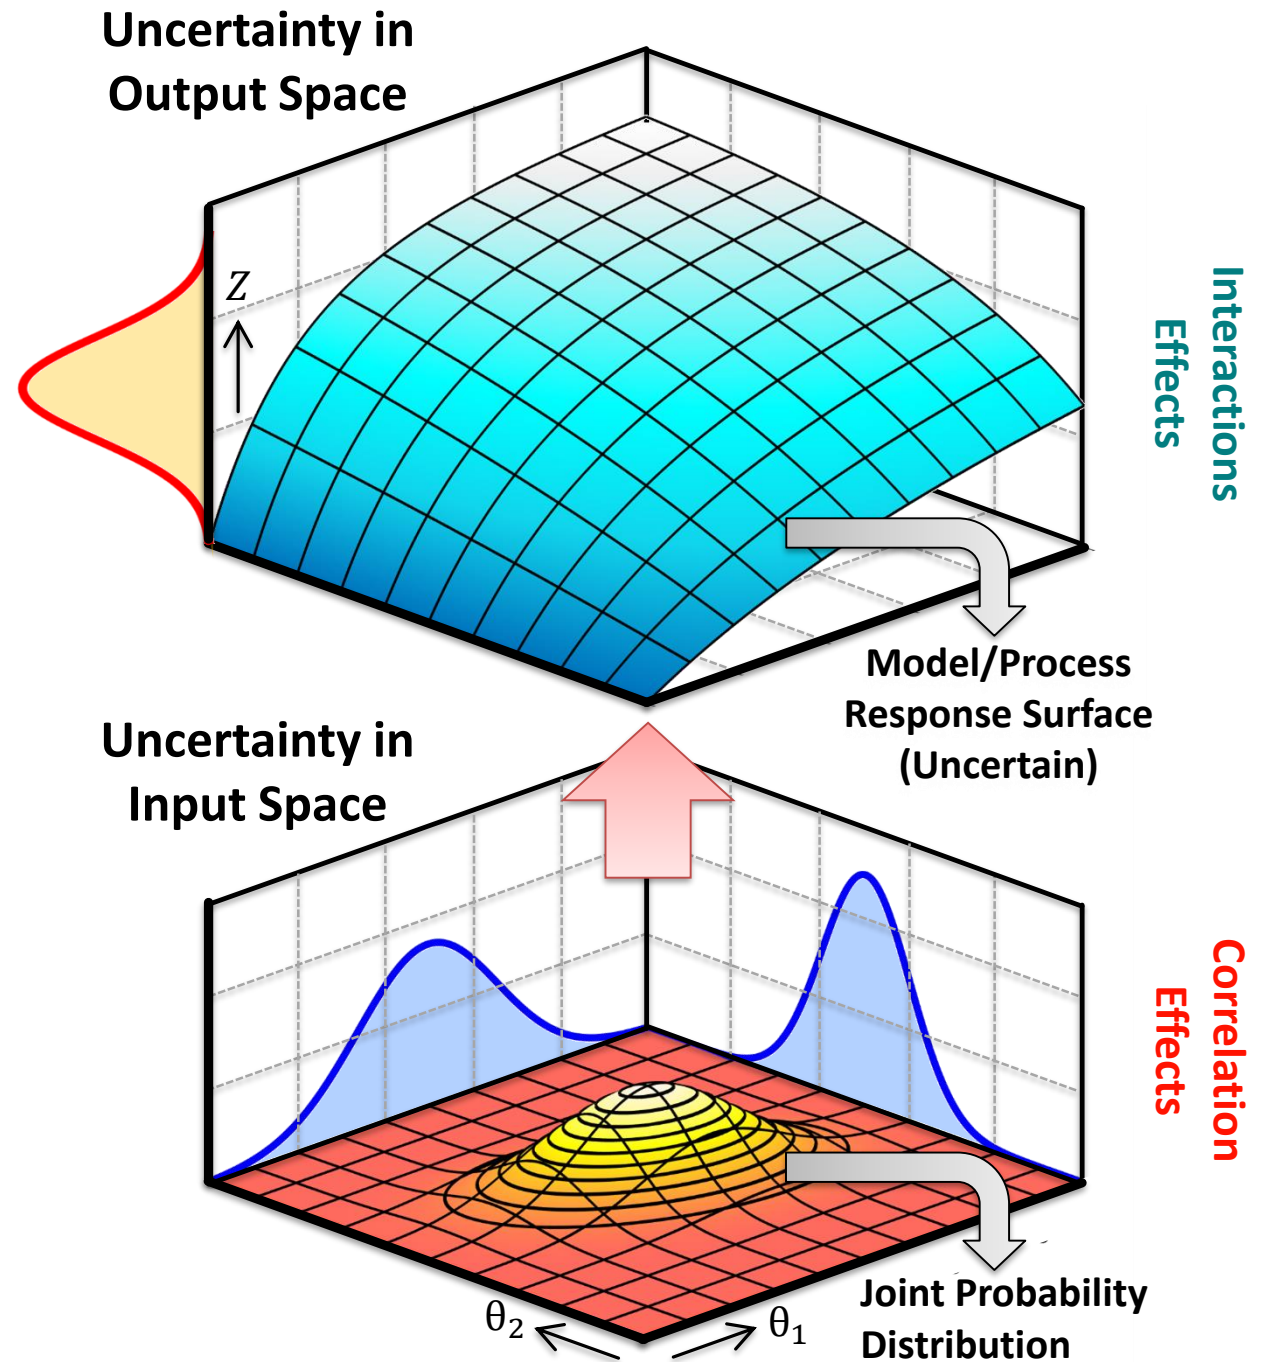 Uncertainty in
Output Space
Z
Interactions
Effects
Model/Process
Response Surface
(Uncertain)
Uncertainty in
Input Space
Correlation
Effects
θ₂
θ₁
Joint Probability
Distribution